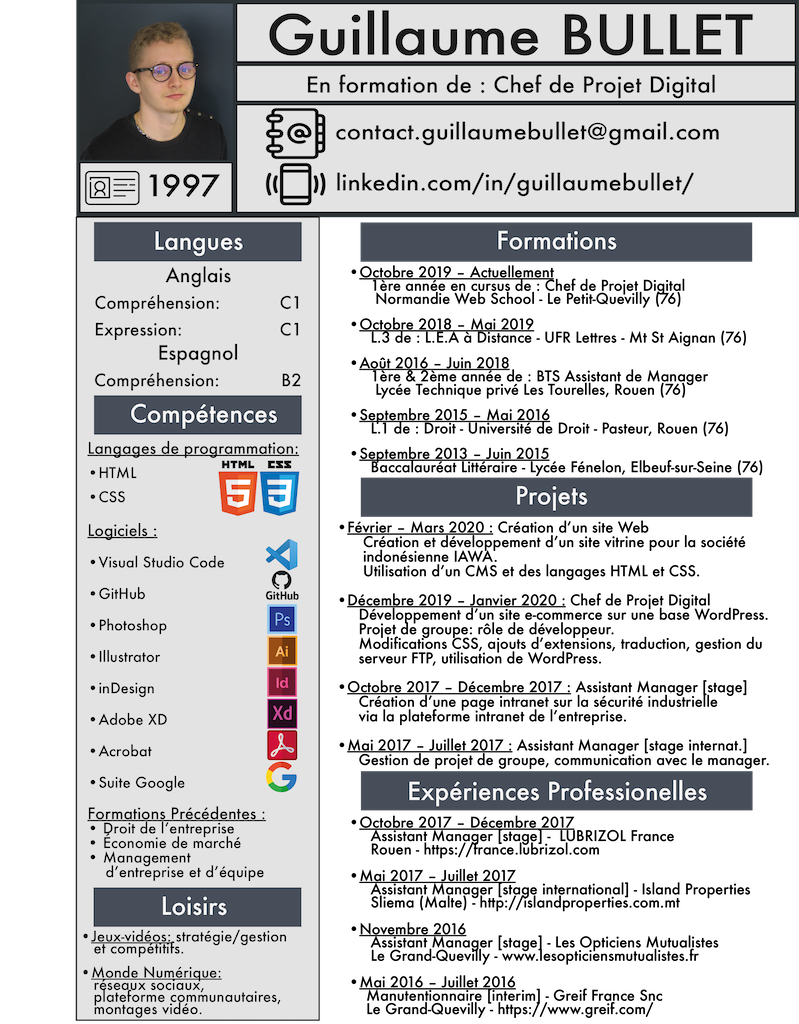 Guillaume BULLET
En formation de : Chef de Projet Digital
contact.guillaumebullet@gmail.com
linkedin.com/in/guillaumebullet/
1997
Langues
Anglais
Compréhension: C1
Expression: C1
Espagnol
Compréhension: B2
Compétences
Langages de programmation:
•HTML
•CSS
HTML CSS
5 3
Logiciels :
•Visual Studio Code
•GitHub
GitHub
•Photoshop
Ps
•Illustrator
Ai
•inDesign
Id
•Adobe XD
Xd
•Acrobat
•Suite Google
G
Formations Précédentes :
• Droit de l'entreprise
• Économie de marché
• Management
d'entreprise et d'équipe
Loisirs
•Jeux-vidéos: stratégie/gestion
et compétitifs.
•Monde Numérique:
réseaux sociaux,
plateforme communautaires,
montages vidéo.
Formations
•Octobre 2019 – Actuellement
1ère année en cursus de : Chef de Projet Digital
Normandie Web School - Le Petit-Quevilly (76)
•Octobre 2018 – Mai 2019
L.3 de : L.E.A à Distance - UFR Lettres - Mt St Aignan (76)
•Août 2016 – Juin 2018
1ère & 2ème année de : BTS Assistant de Manager
Lycée Technique privé Les Tourelles, Rouen (76)
•Septembre 2015 – Mai 2016
L.1 de : Droit - Université de Droit - Pasteur, Rouen (76)
•Septembre 2013 – Juin 2015
Baccalauréat Littéraire - Lycée Fénelon, Elbeuf-sur-Seine (76)
Projets
•Février – Mars 2020 : Création d'un site Web
Création et développement d'un site vitrine pour la société
indonésienne IAWA.
Utilisation d'un CMS et des langages HTML et CSS.
•Décembre 2019 – Janvier 2020 : Chef de Projet Digital
Développement d'un site e-commerce sur une base WordPress.
Projet de groupe: rôle de développeur.
Modifications CSS, ajouts d'extensions, traduction, gestion du
serveur FTP, utilisation de WordPress.
•Octobre 2017 – Décembre 2017 : Assistant Manager [stage]
Création d'une page intranet sur la sécurité industrielle
via la plateforme intranet de l'entreprise.
•Mai 2017 – Juillet 2017 : Assistant Manager [stage internat.]
Gestion de projet de groupe, communication avec le manager.
Expériences Professionelles
•Octobre 2017 – Décembre 2017
Assistant Manager [stage] - LUBRIZOL France
Rouen - https://france.lubrizol.com
•Mai 2017 – Juillet 2017
Assistant Manager [stage international] - Island Properties
Sliema (Malte) - http://islandproperties.com.mt
•Novembre 2016
Assistant Manager [stage] - Les Opticiens Mutualistes
Le Grand-Quevilly - www.lesopticiensmutualistes.fr
•Mai 2016 – Juillet 2016
Manutentionnaire [interim] - Greif France Snc
Le Grand-Quevilly - https://www.greif.com/